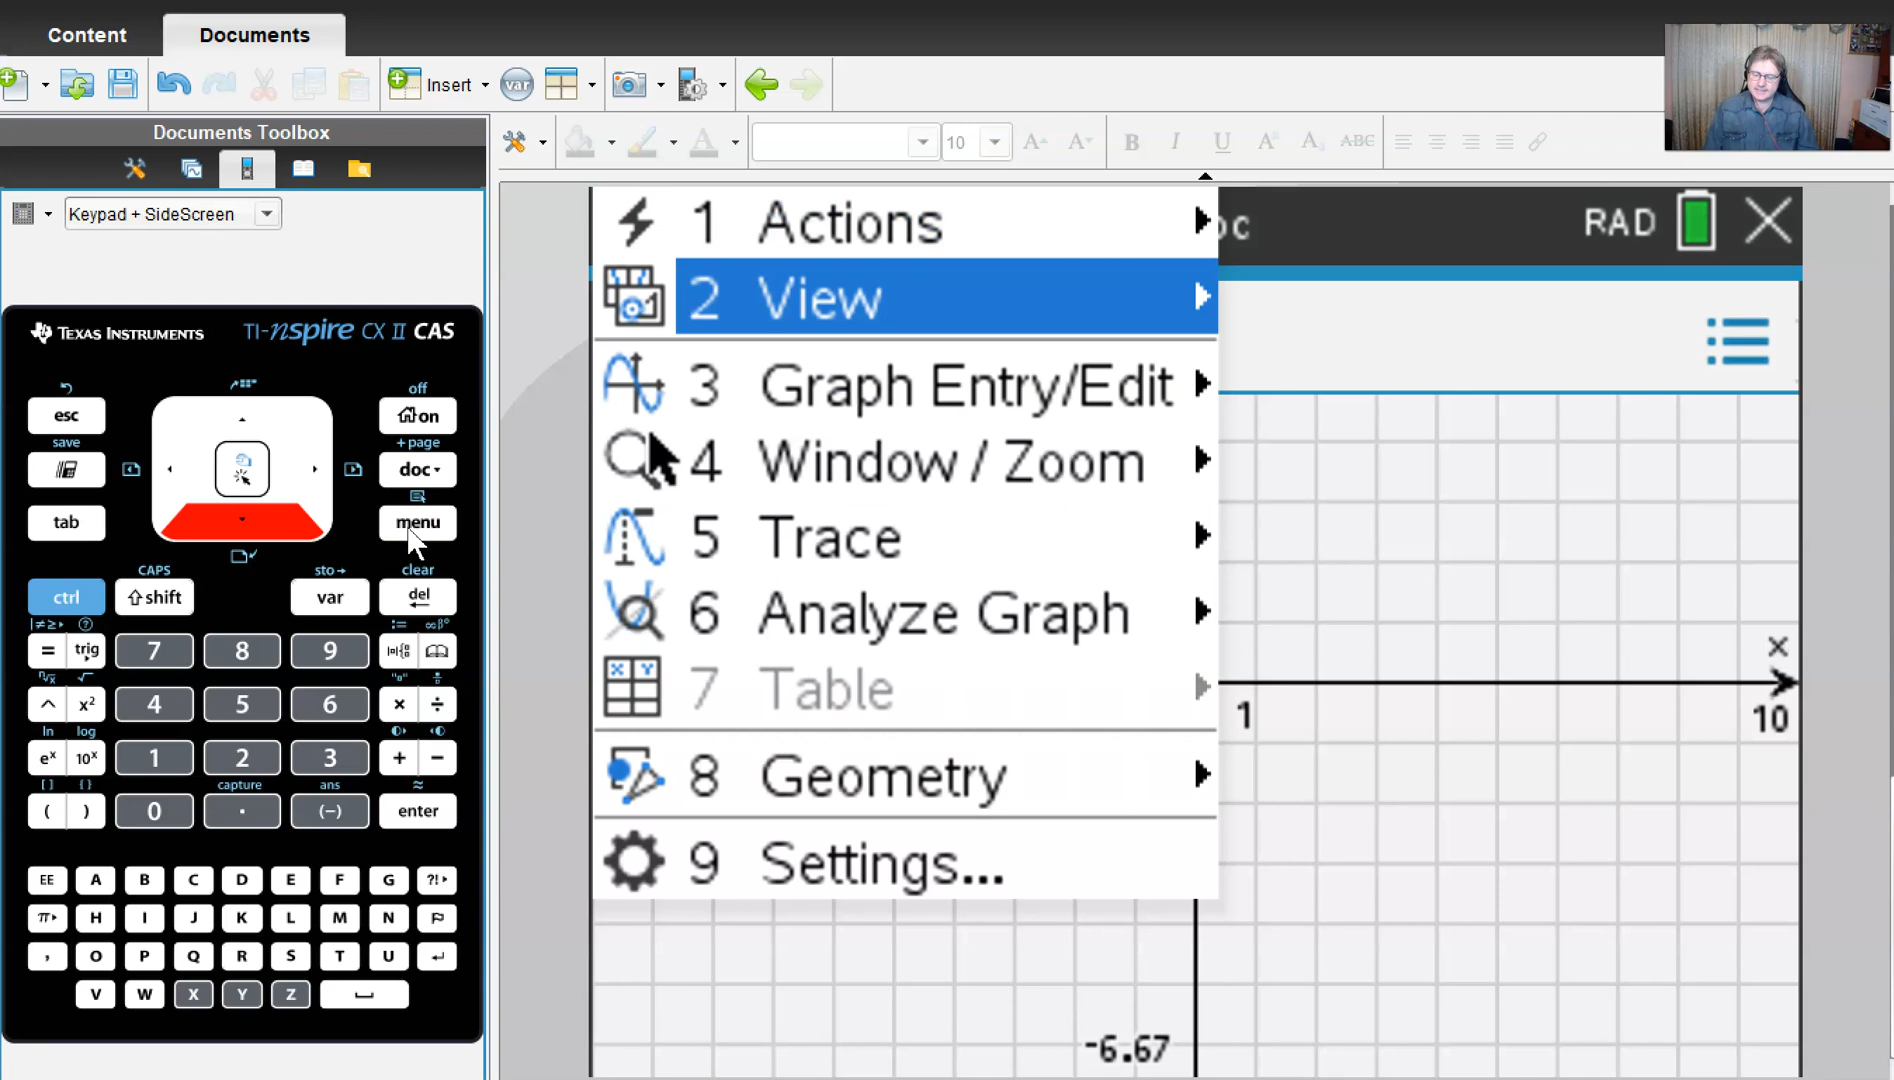 Content
Documents
Insert
var
Documents Toolbox
10
B I U A A ABC
Keypad + SideScreen
1 Actions
oc
RAD
2 View
3 Graph Entry/Edit
4 Window / Zoom
5 Trace
6 Analyze Graph
7 Table
8 Geometry
9 Settings...
x
1
10
-6.67
TEXAS INSTRUMENTS
TI-nspire CX II CAS
off
esc
on
save
+ page
doc
tab
menu
CAPS
sto→
clear
ctrl
⇧shift
var
del
= trig 7 8 9
^ x² 4 5 6 × ÷
ln log
eˣ 10ˣ 1 2 3 + −
[ ] { } capture ans ≈
( ) 0 . (−) enter
EE A B C D E F G ?!▸
π▸ H I J K L M N
, O P Q R S T U
V W X Y Z